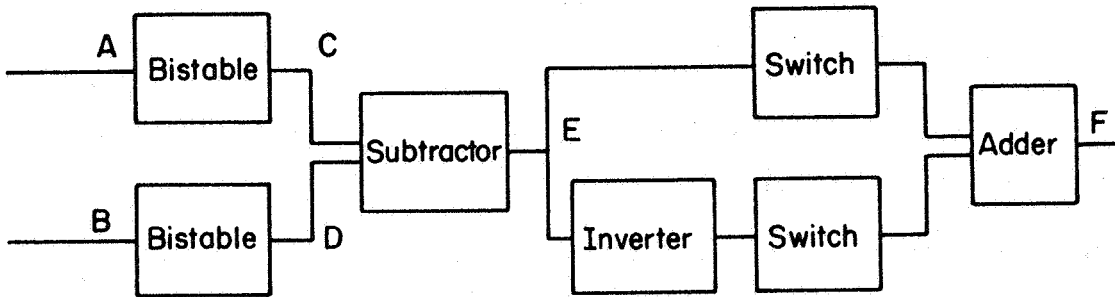 A
Bistable
C
B
Bistable
D
Subtractor
E
Switch
Inverter
Switch
Adder
F